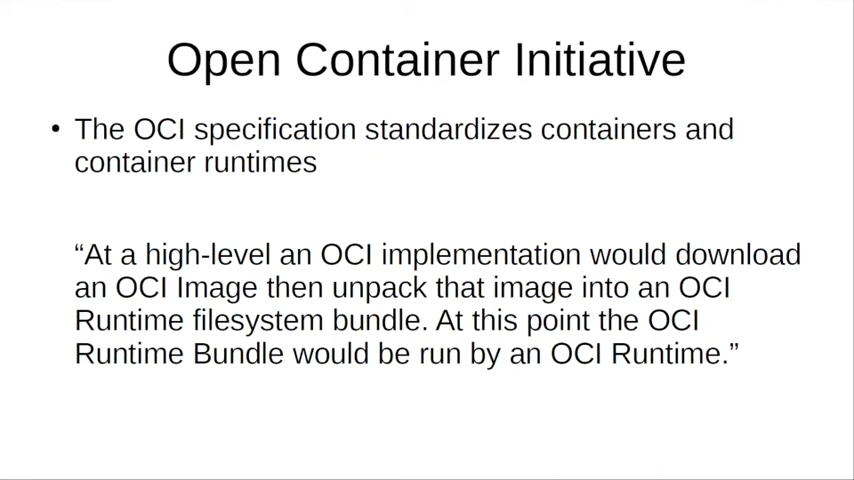 Open Container Initiative
• The OCI specification standardizes containers and
container runtimes
“At a high-level an OCI implementation would download
an OCI Image then unpack that image into an OCI
Runtime filesystem bundle. At this point the OCI
Runtime Bundle would be run by an OCI Runtime.”